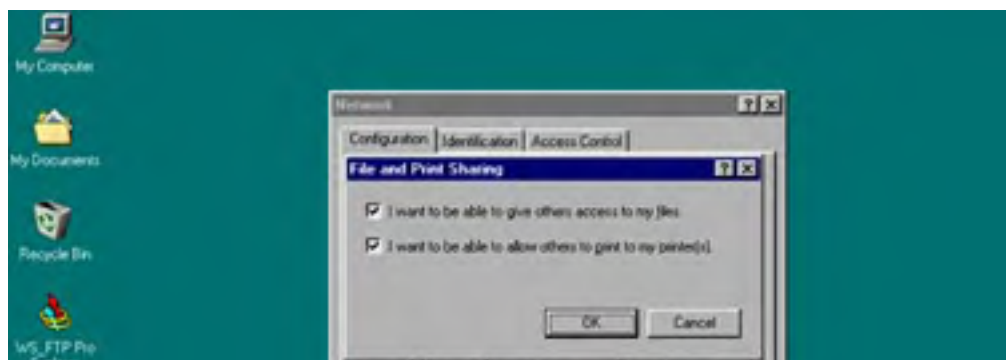 My Computer
My Documents
Recycle Bin
WS_FTP Pro
Network
Configuration Identification Access Control
File and Print Sharing
I want to be able to give others access to my files.
I want to be able to allow others to print to my printer(s).
OK Cancel